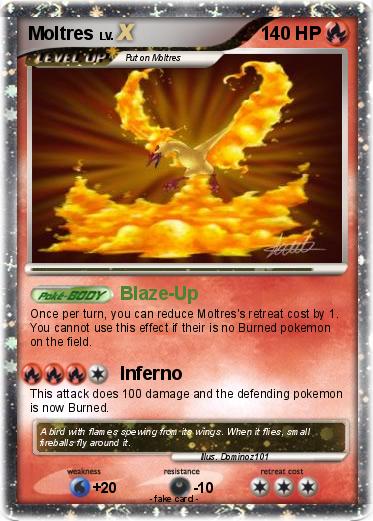 Moltres LV. X 140 HP
LEVEL-UP Put on Moltres
Poké-BODY Blaze-Up
Once per turn, you can reduce Moltres's retreat cost by 1.
You cannot use this effect if their is no Burned pokemon
on the field.
Inferno
This attack does 100 damage and the defending pokemon
is now Burned.
A bird with flames spewing from its wings. When it flies, small
fireballs fly around it.
Illus. Dominoz101
weakness resistance retreat cost
+20 -10
- fake card -